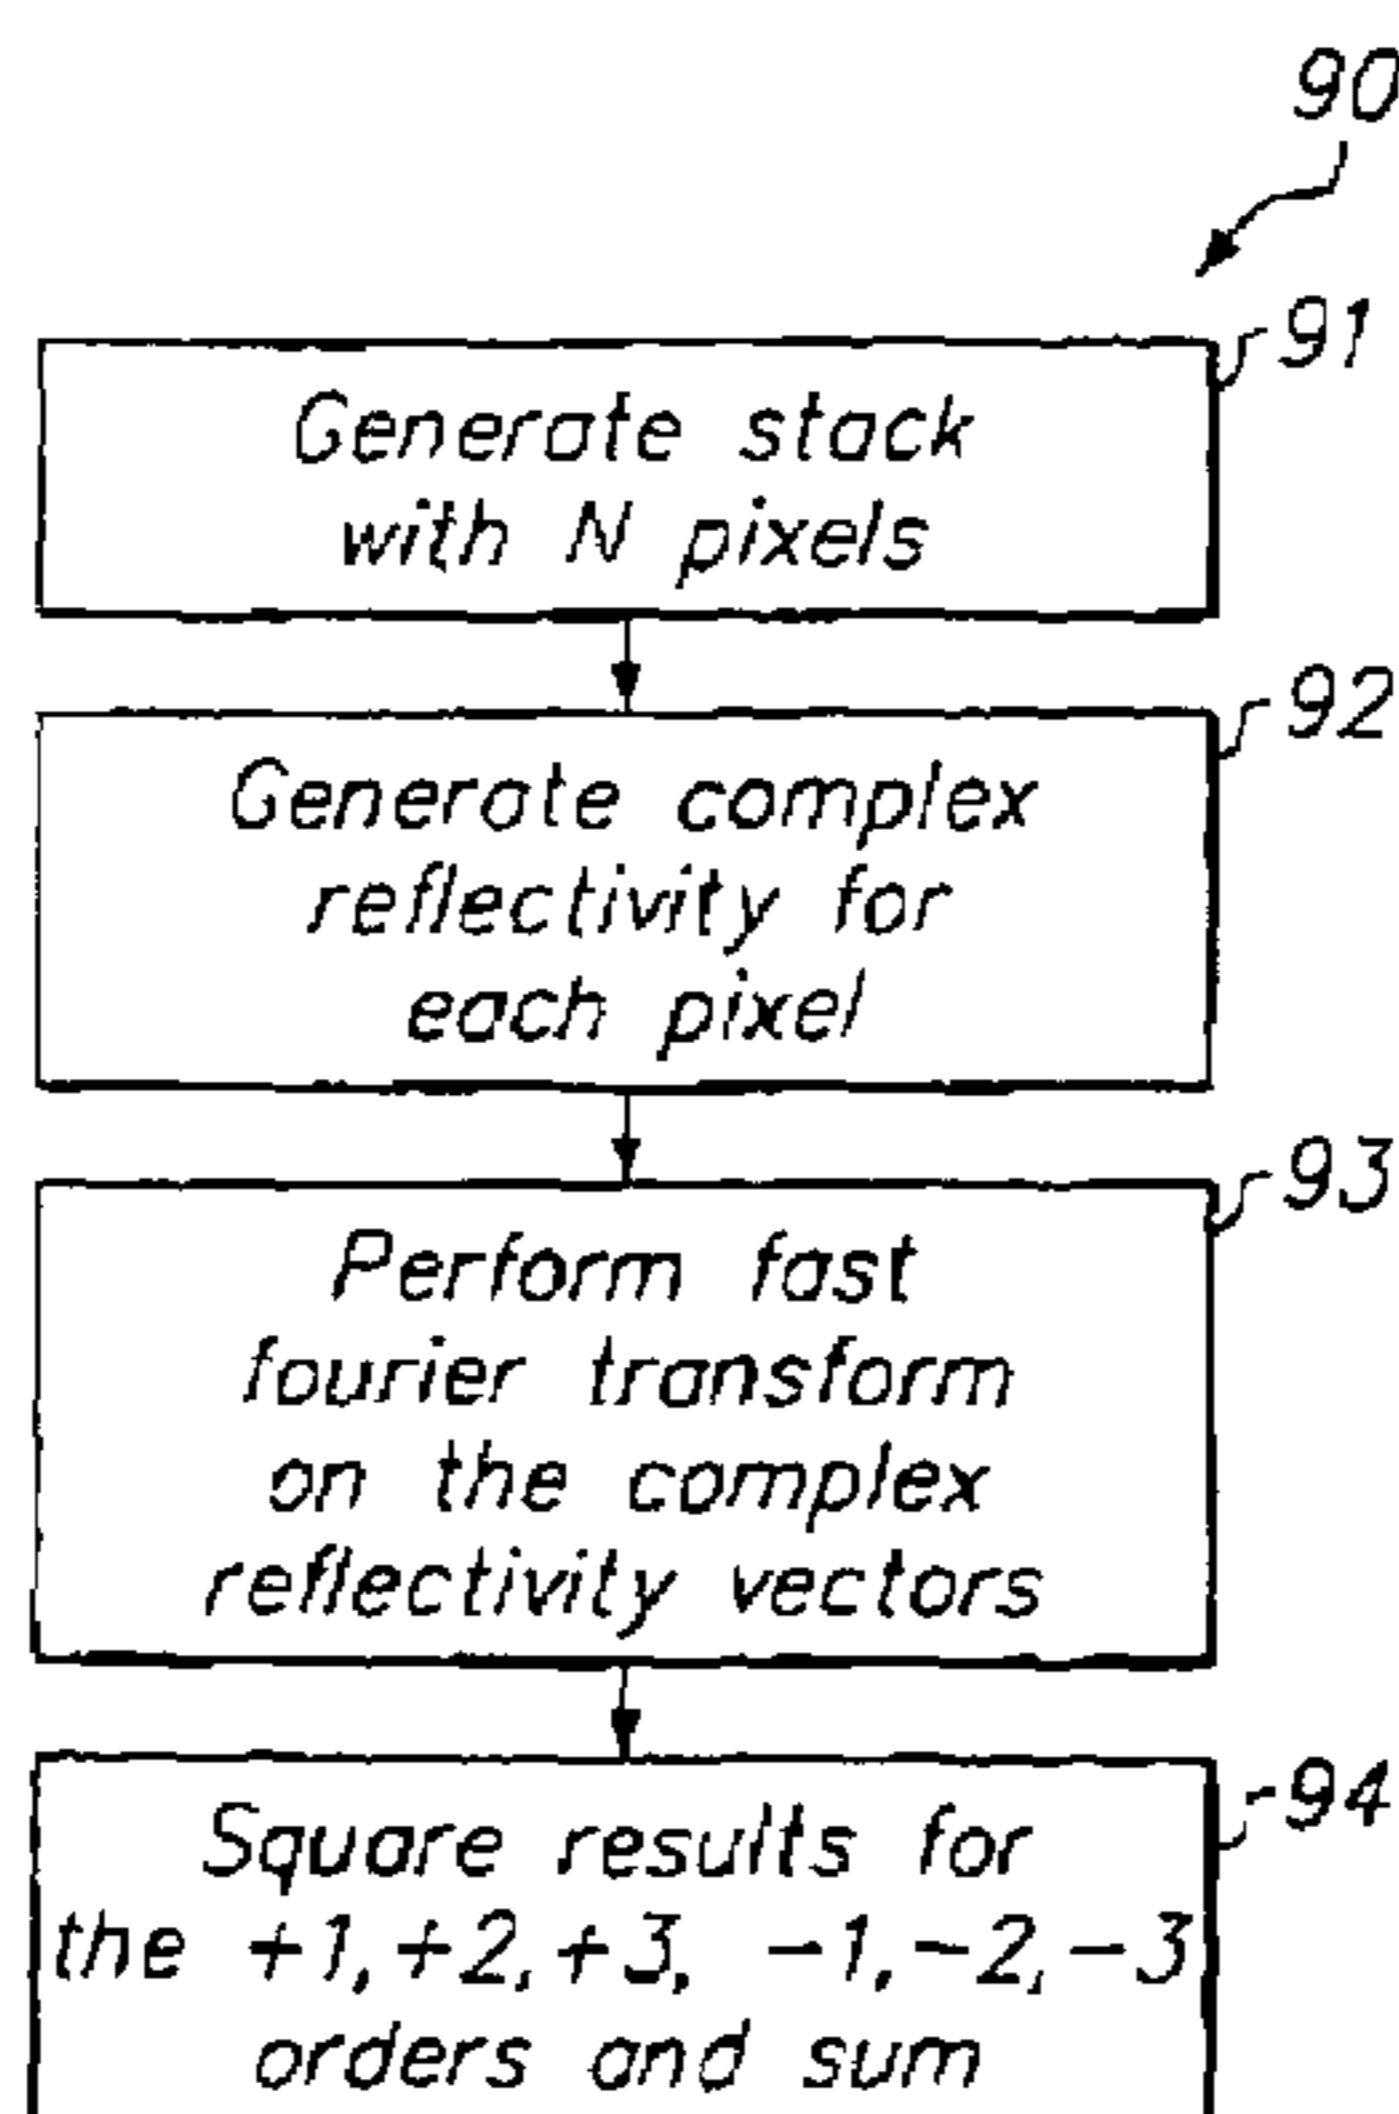 90
91
Generate stack
with N pixels
92
Generate complex
reflectivity for
each pixel
93
Perform fast
fourier transform
on the complex
reflectivity vectors
94
Square results for
the +1,+2,+3, -1,-2,-3
orders and sum